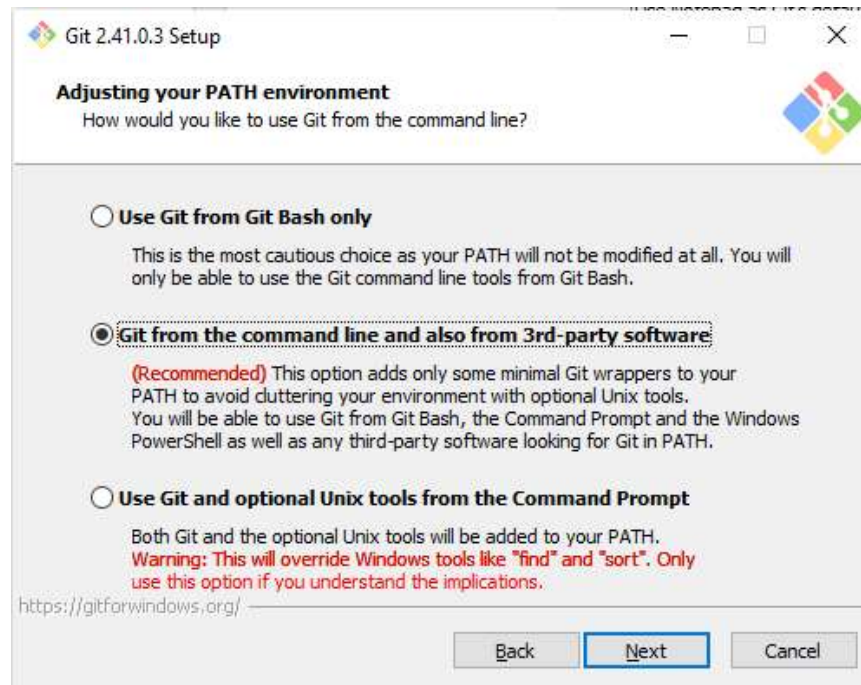 Git 2.41.0.3 Setup
Adjusting your PATH environment
How would you like to use Git from the command line?
Use Git from Git Bash only
This is the most cautious choice as your PATH will not be modified at all. You will
only be able to use the Git command line tools from Git Bash.
Git from the command line and also from 3rd-party software
(Recommended) This option adds only some minimal Git wrappers to your
PATH to avoid cluttering your environment with optional Unix tools.
You will be able to use Git from Git Bash, the Command Prompt and the Windows
PowerShell as well as any third-party software looking for Git in PATH.
Use Git and optional Unix tools from the Command Prompt
Both Git and the optional Unix tools will be added to your PATH.
Warning: This will override Windows tools like "find" and "sort". Only
use this option if you understand the implications.
https://gitforwindows.org/
Back
Next
Cancel